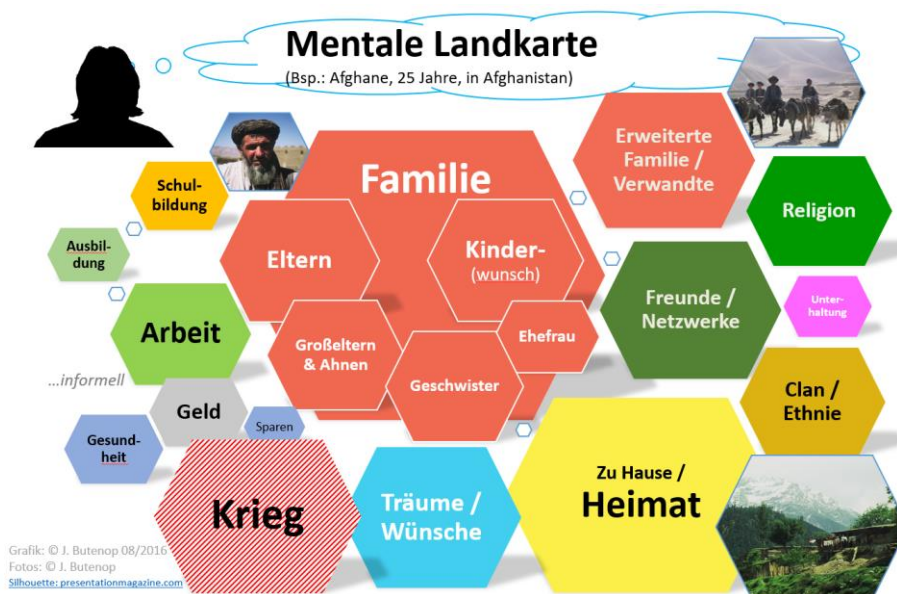 Mentale Landkarte
(Bsp.: Afghane, 25 Jahre, in Afghanistan)
Schul-
bildung
Ausbil-
dung
Arbeit
...informell
Geld
Gesund-
heit
Sparen
Krieg
Familie
Eltern
Kinder-
(wunsch)
Großeltern
& Ahnen
Geschwister
Ehefrau
Erweiterte
Familie /
Verwandte
Religion
Freunde /
Netzwerke
Unter-
haltung
Clan /
Ethnie
Träume /
Wünsche
Zu Hause /
Heimat
Grafik: © J. Butenop 08/2016
Fotos: © J. Butenop
Silhouette: presentationmagazine.com